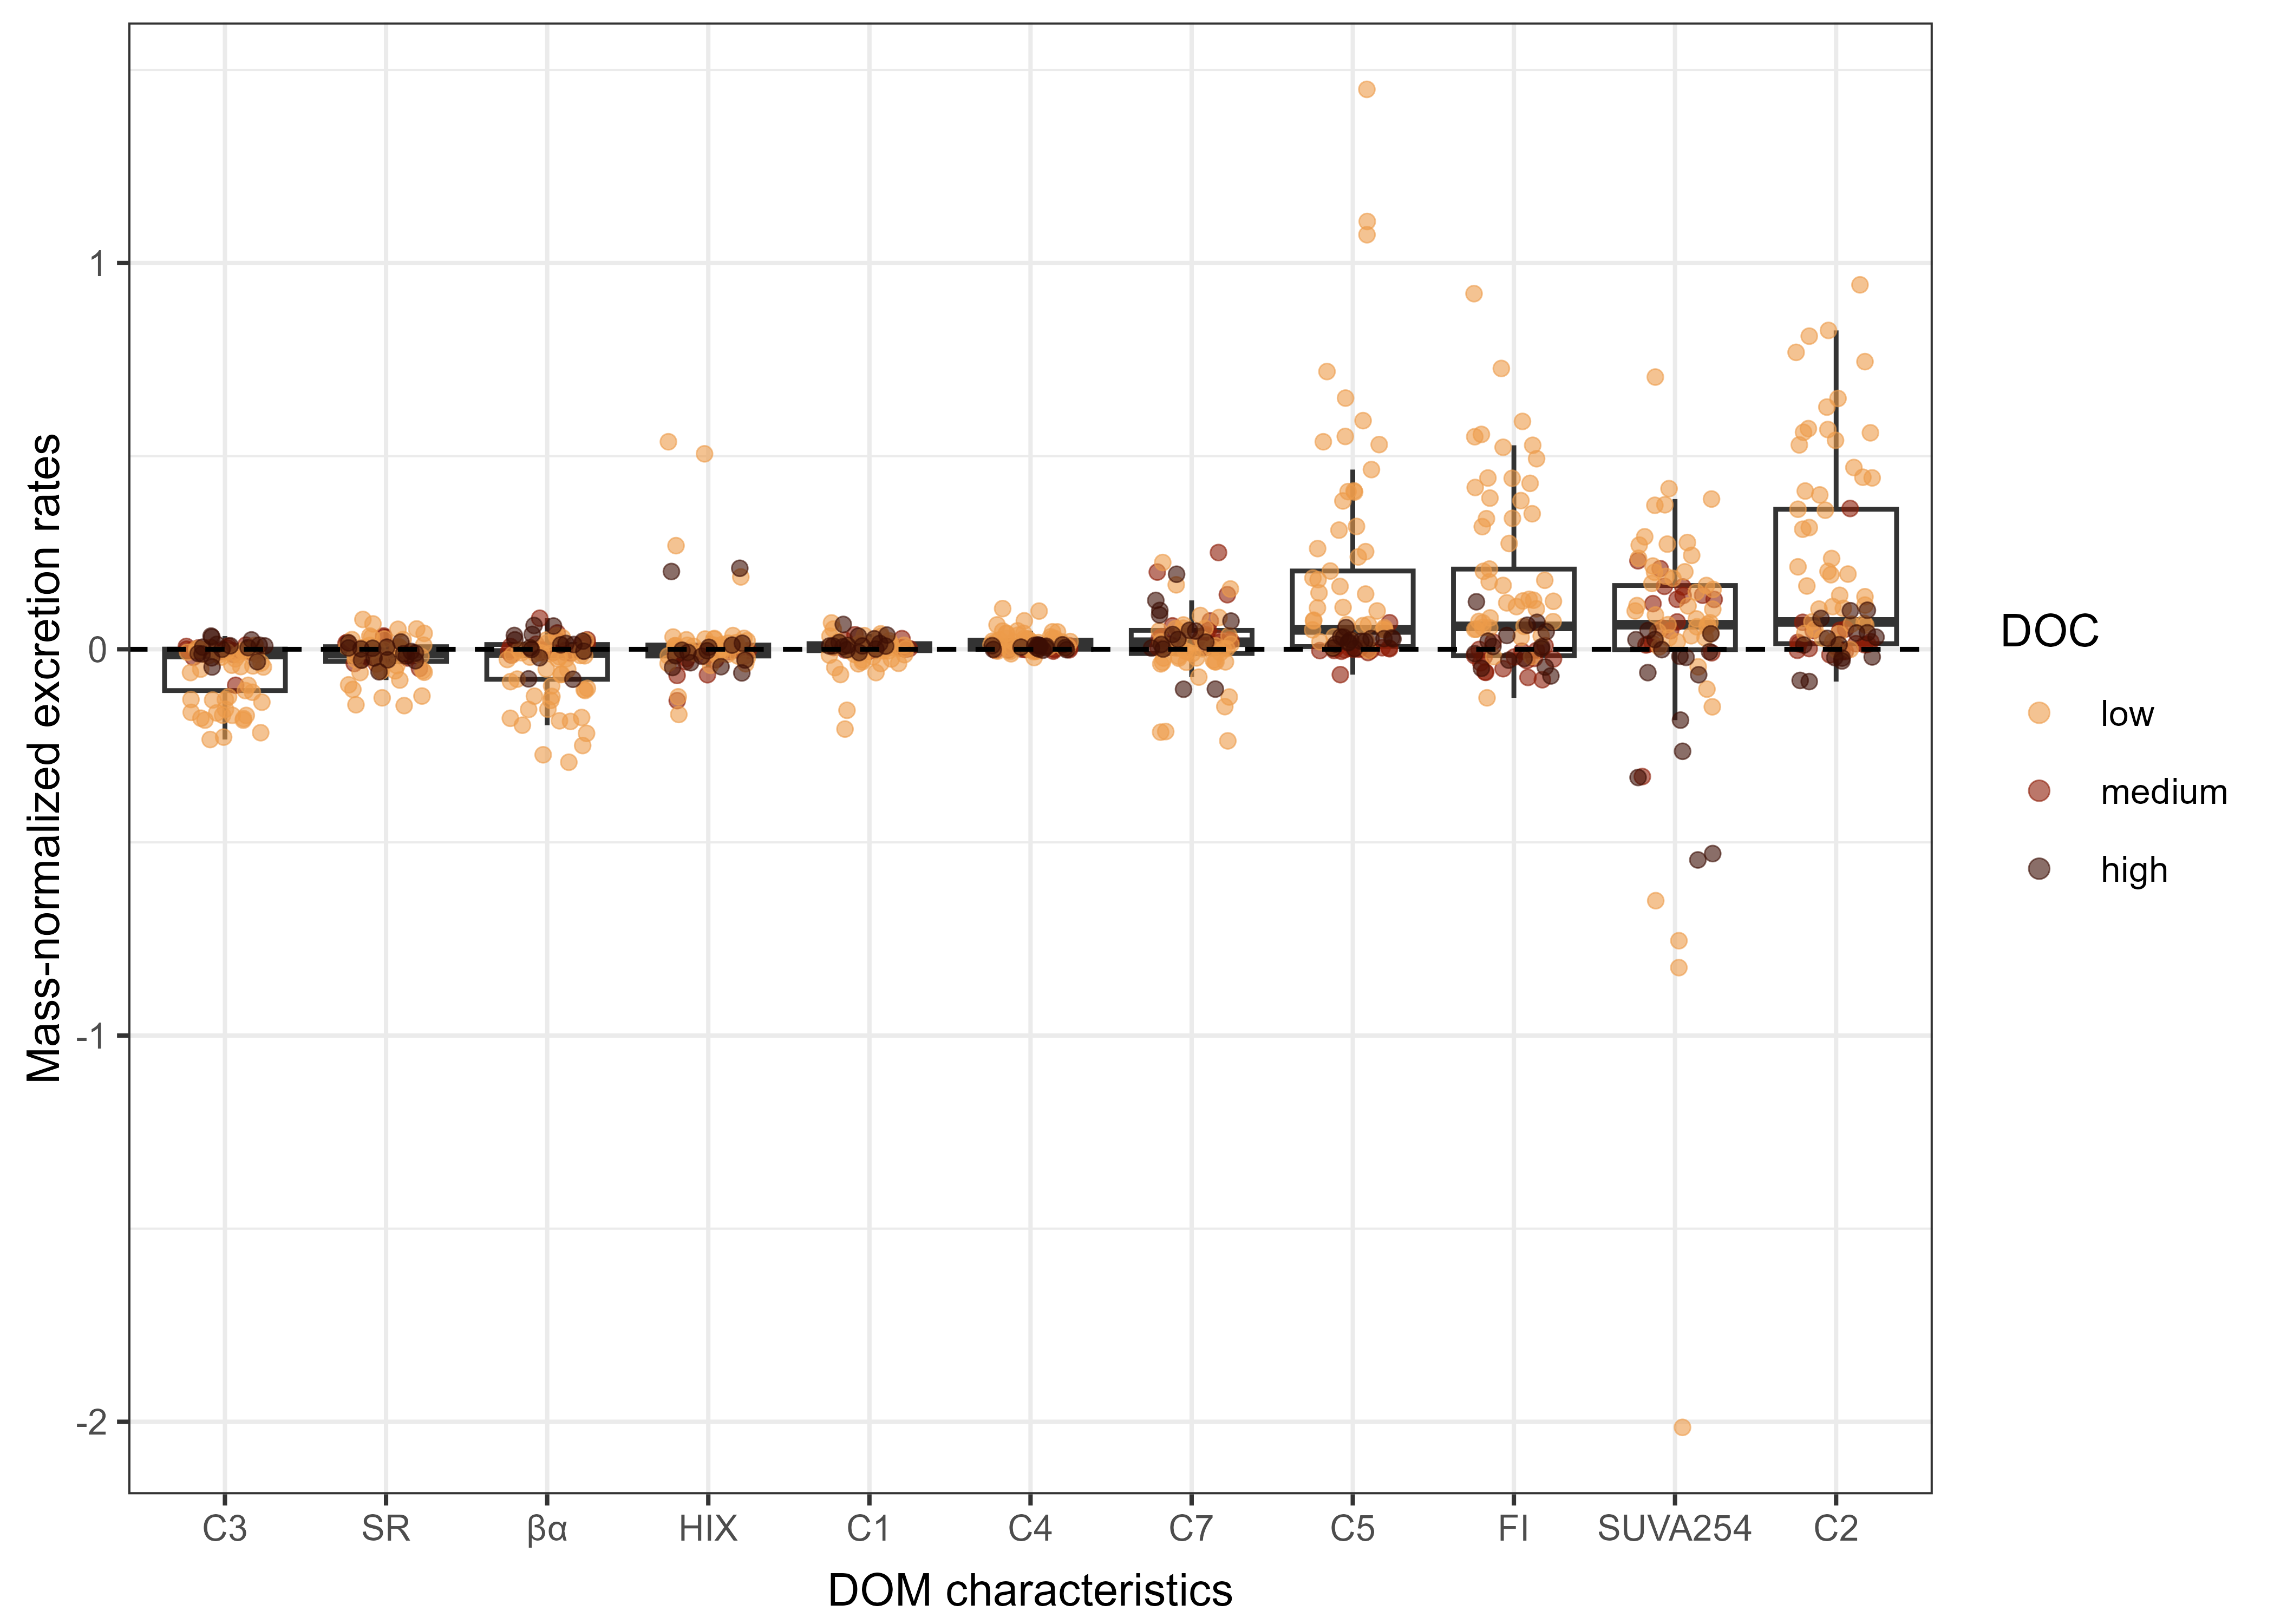 Mass-normalized excretion rates
1
0
-1
-2
C3 SR βα HIX C1 C4 C7 C5 FI SUVA254 C2
DOM characteristics
DOC
low
medium
high